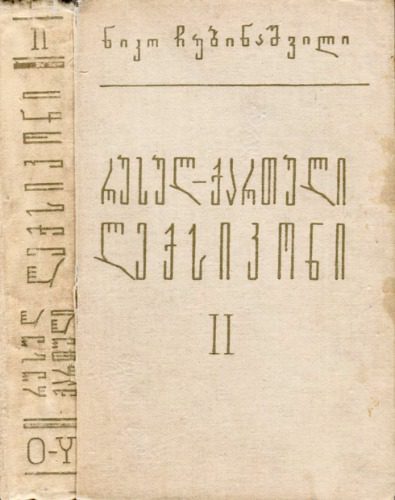 ნიკო ჩუბინაშვილი
რუსულ-ქართული
ლექსიკონი
II
II
რუსულ
ქართული
ლექსიკონი
О-Ү